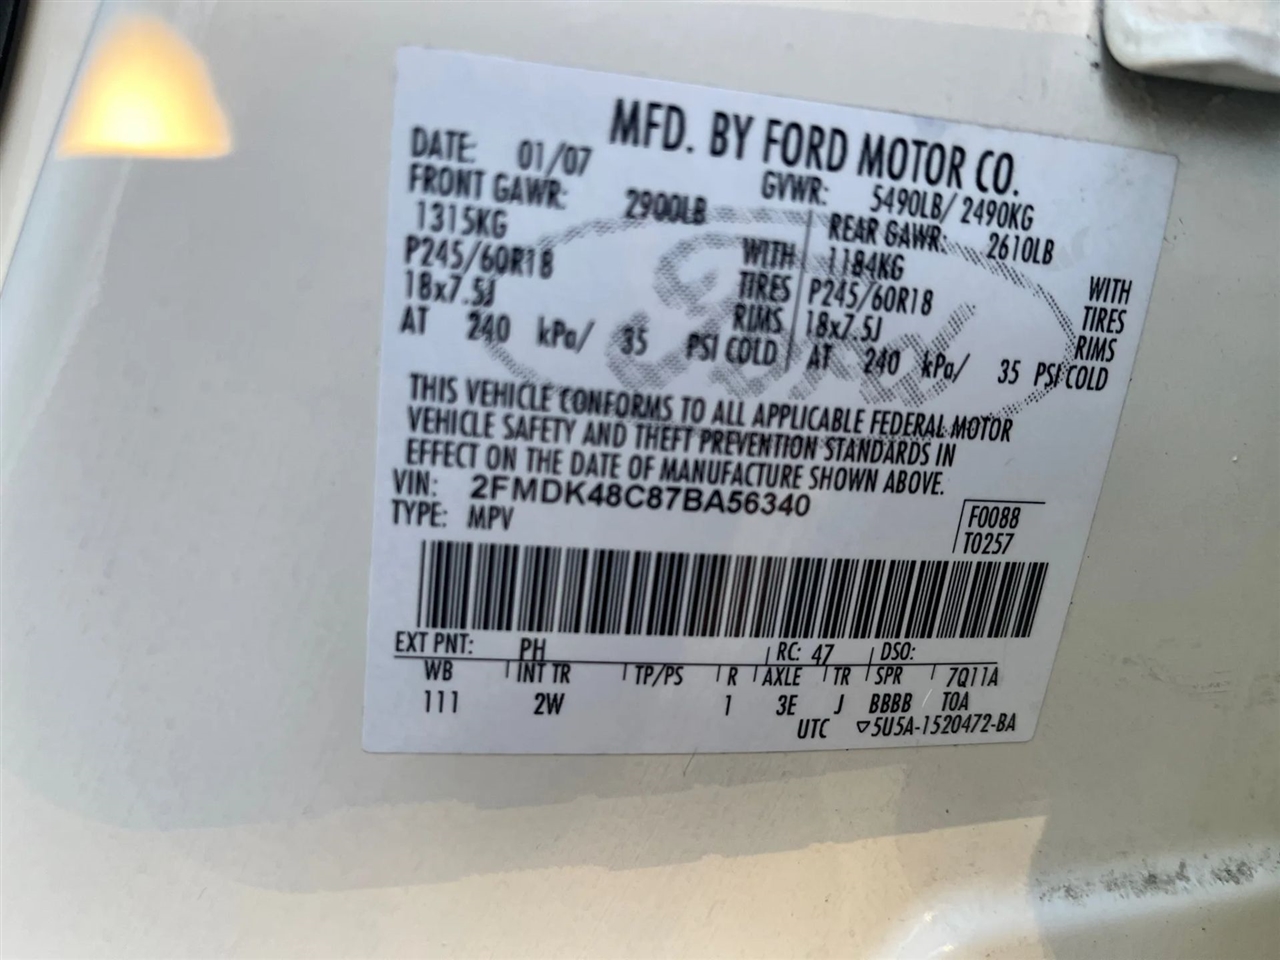 MFD. BY FORD MOTOR CO.
DATE: 01/07 GVWR: 5490LB/ 2490KG
FRONT GAWR: 2900LB REAR GAWR: 2610LB
1315KG WITH 1184KG WITH
P245/60R18 TIRES P245/60R18 TIRES
18x7.5J RIMS 18x7.5J RIMS
AT 240 kPa/ 35 PSI COLD AT 240 kPa/ 35 PSI COLD
Ford
THIS VEHICLE CONFORMS TO ALL APPLICABLE FEDERAL MOTOR
VEHICLE SAFETY AND THEFT PREVENTION STANDARDS IN
EFFECT ON THE DATE OF MANUFACTURE SHOWN ABOVE.
VIN: 2FMDK48C87BA56340
TYPE: MPV
F0088
T0257
EXT PNT: PH RC: 47 DSO:
WB INT TR TP/PS R AXLE TR SPR 7Q11A
111 2W 1 3E J BBBB TOA
UTC ▽5U5A-1520472-BA